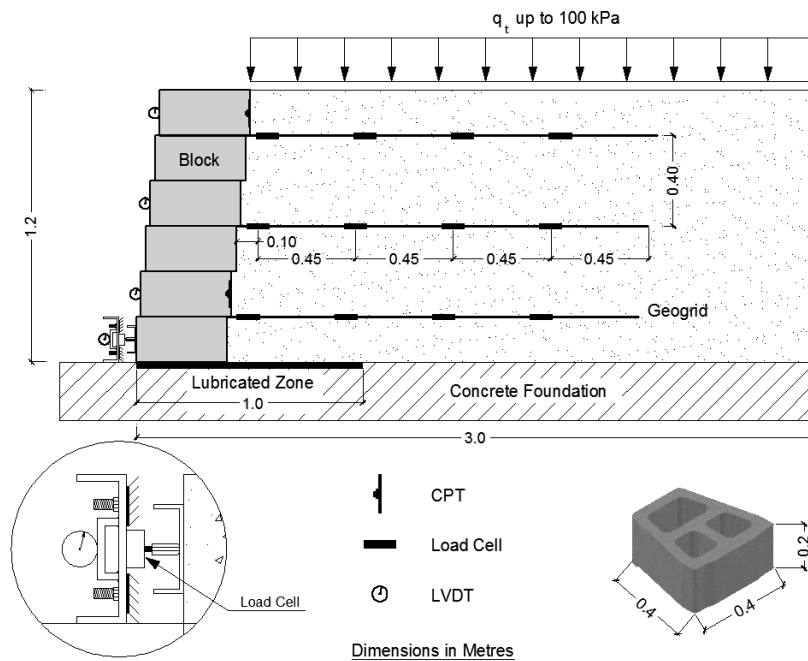 q_t up to 100 kPa
Block
1.2
0.40
0.10
0.45
0.45
0.45
0.45
Geogrid
Lubricated Zone
1.0
Concrete Foundation
3.0
CPT
Load Cell
LVDT
Load Cell
0.2
0.4
0.4
Dimensions in Metres